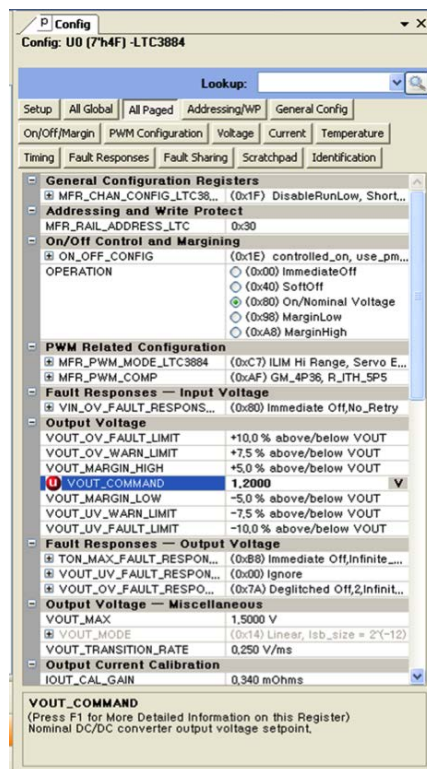 P Config
Config: U0 (7'h4F) -LTC3884
Lookup:
Setup All Global All Paged Addressing/WP General Config
On/Off/Margin PWM Configuration Voltage Current Temperature
Timing Fault Responses Fault Sharing Scratchpad Identification
General Configuration Registers
MFR_CHAN_CONFIG_LTC38... (0x1F) DisableRunLow, Short...
Addressing and Write Protect
MFR_RAIL_ADDRESS_LTC 0x30
On/Off Control and Margining
ON_OFF_CONFIG (0x1E) controlled_on, use_pm...
OPERATION (0x00) ImmediateOff
(0x40) SoftOff
(0x80) On/Nominal Voltage
(0x98) MarginLow
(0xA8) MarginHigh
PWM Related Configuration
MFR_PWM_MODE_LTC3884 (0xC7) ILIM Hi Range, Servo E...
MFR_PWM_COMP (0xAF) GM_4P36, R_ITH_5P5
Fault Responses — Input Voltage
VIN_OV_FAULT_RESPONS... (0x80) Immediate Off,No_Retry
Output Voltage
VOUT_OV_FAULT_LIMIT +10,0 % above/below VOUT
VOUT_OV_WARN_LIMIT +7,5 % above/below VOUT
VOUT_MARGIN_HIGH +5,0 % above/below VOUT
U VOUT_COMMAND 1,2000 V
VOUT_MARGIN_LOW -5,0 % above/below VOUT
VOUT_UV_WARN_LIMIT -7,5 % above/below VOUT
VOUT_UV_FAULT_LIMIT -10,0 % above/below VOUT
Fault Responses — Output Voltage
TON_MAX_FAULT_RESPON... (0xB8) Immediate Off,Infinite_...
VOUT_UV_FAULT_RESPON... (0x00) Ignore
VOUT_OV_FAULT_RESPO... (0x7A) Deglitched Off,2,Infinit...
Output Voltage — Miscellaneous
VOUT_MAX 1,5000 V
VOUT_MODE (0x14) Linear, lsb_size = 2^(-12)
VOUT_TRANSITION_RATE 0,250 V/ms
Output Current Calibration
IOUT_CAL_GAIN 0,340 mOhms
VOUT_COMMAND
(Press F1 for More Detailed Information on this Register)
Nominal DC/DC converter output voltage setpoint,